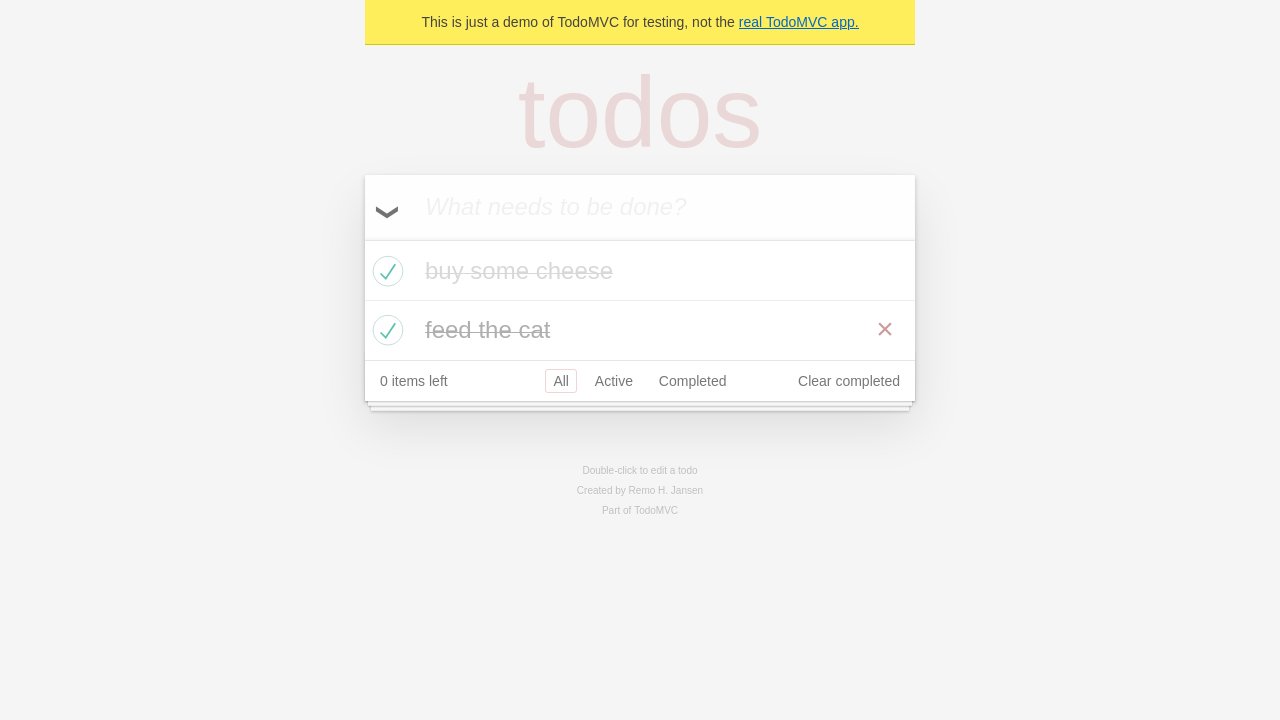 This is just a demo of TodoMVC for testing, not the real TodoMVC app.
todos
What needs to be done?
buy some cheese
feed the cat
0 items left All Active Completed Clear completed
Double-click to edit a todo
Created by Remo H. Jansen
Part of TodoMVC